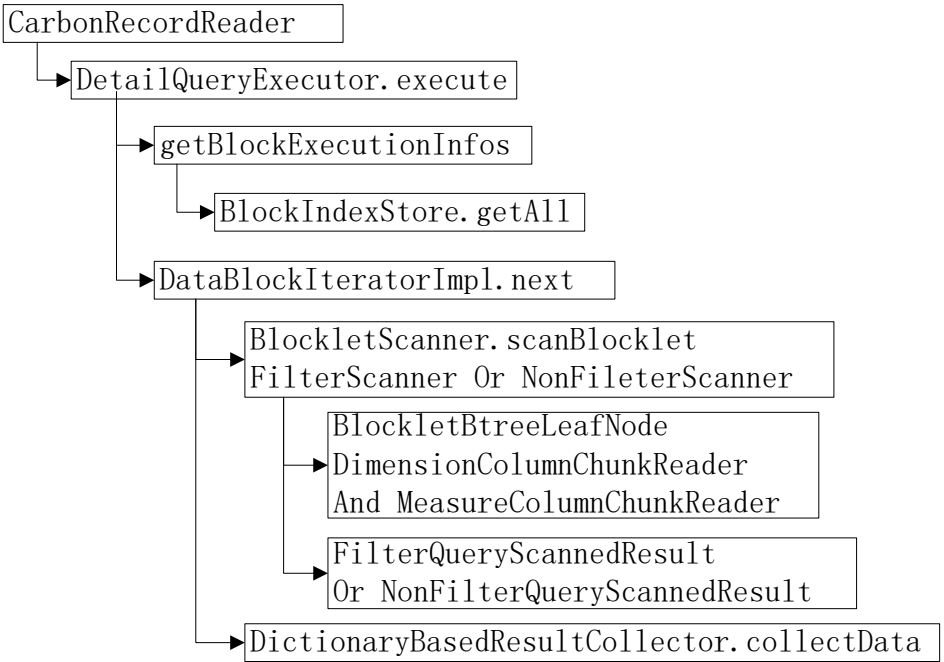 CarbonRecordReader
DetailQueryExecutor.execute
getBlockExecutionInfos
BlockIndexStore.getAll
DataBlockIteratorImpl.next
BlockletScanner.scanBlocklet
FilterScanner Or NonFileterScanner
BlockletBtreeLeafNode
DimensionColumnChunkReader
And MeasureColumnChunkReader
FilterQueryScannedResult
Or NonFilterQueryScannedResult
DictionaryBasedResultCollector.collectData